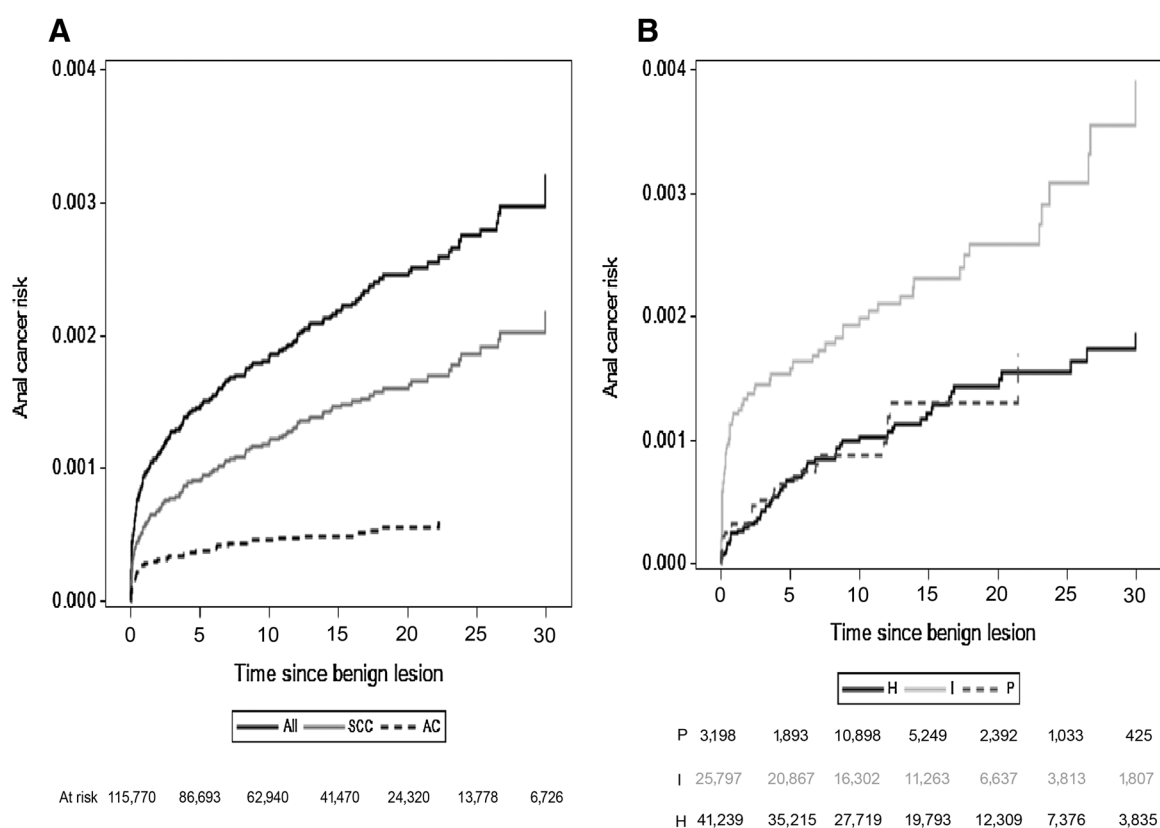 A
0.004
0.003
0.002
0.001
0.000
Anal cancer risk
0 5 10 15 20 25 30
Time since benign lesion
All SCC AC
At risk 115,770 86,693 62,940 41,470 24,320 13,778 6,726
B
0.004
0.003
0.002
0.001
0.000
Anal cancer risk
0 5 10 15 20 25 30
Time since benign lesion
H I P
P 3,198 1,893 10,898 5,249 2,392 1,033 425
I 25,797 20,867 16,302 11,263 6,637 3,813 1,807
H 41,239 35,215 27,719 19,793 12,309 7,376 3,835